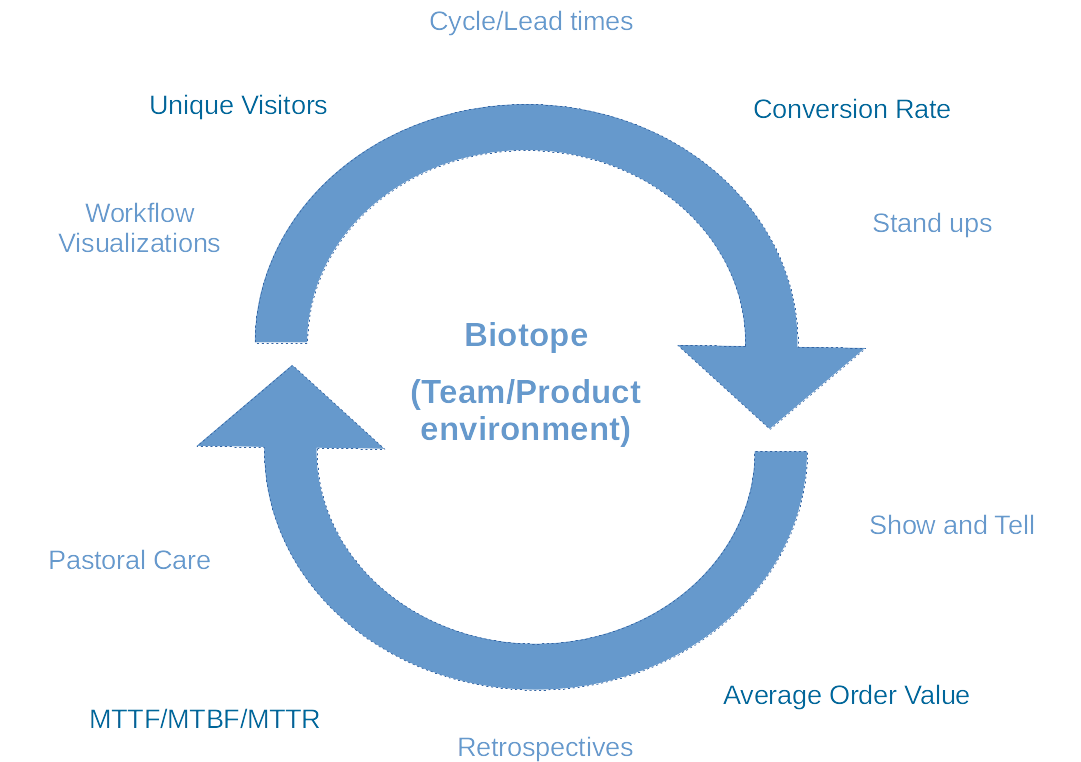 Cycle/Lead times
Unique Visitors
Conversion Rate
Workflow
Visualizations
Stand ups
Biotope
(Team/Product
environment)
Show and Tell
Pastoral Care
Average Order Value
MTTF/MTBF/MTTR
Retrospectives